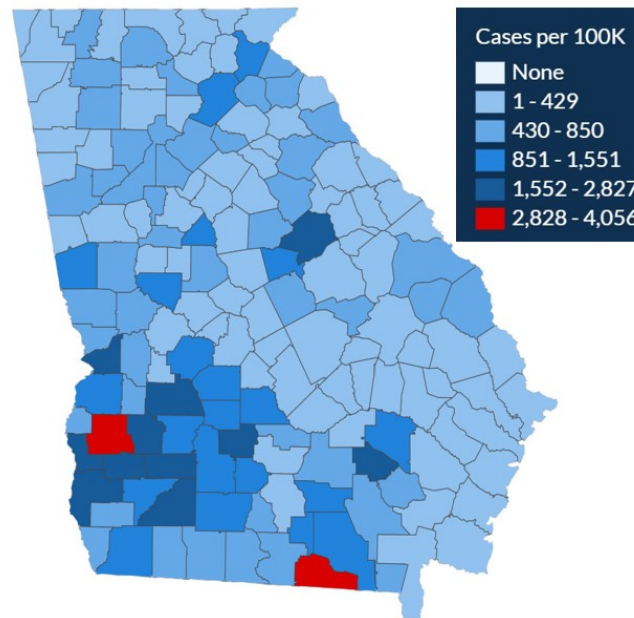 Cases per 100K
None
1 - 429
430 - 850
851 - 1,551
1,552 - 2,827
2,828 - 4,056